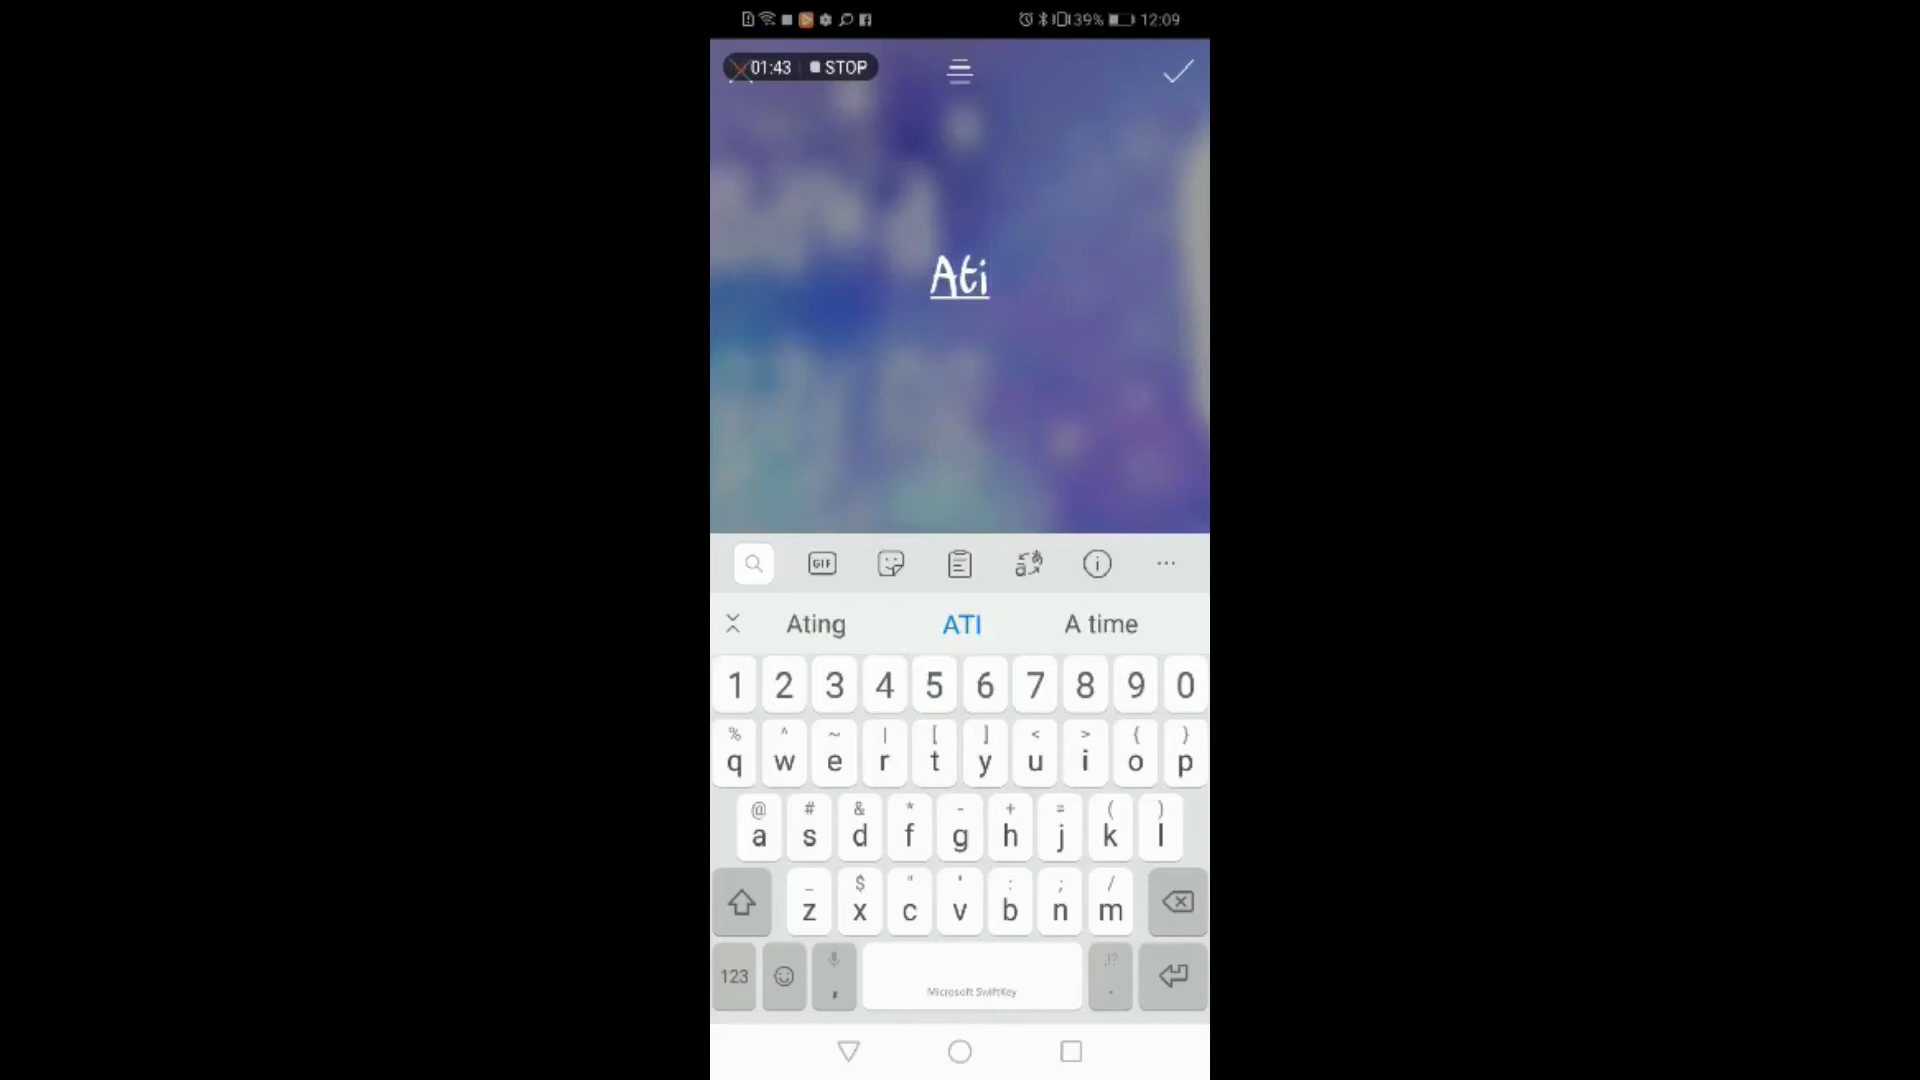 39% 12:09
01:43 STOP
Ati
GIF
Ating ATI A time
1 2 3 4 5 6 7 8 9 0
% ^ ~ | [ ] < > { }
q w e r t y u i o p
@ # & * - + = ( )
a s d f g h j k l
_ $ " ' : ; /
z x c v b n m
123 , Microsoft SwiftKey ,!? .